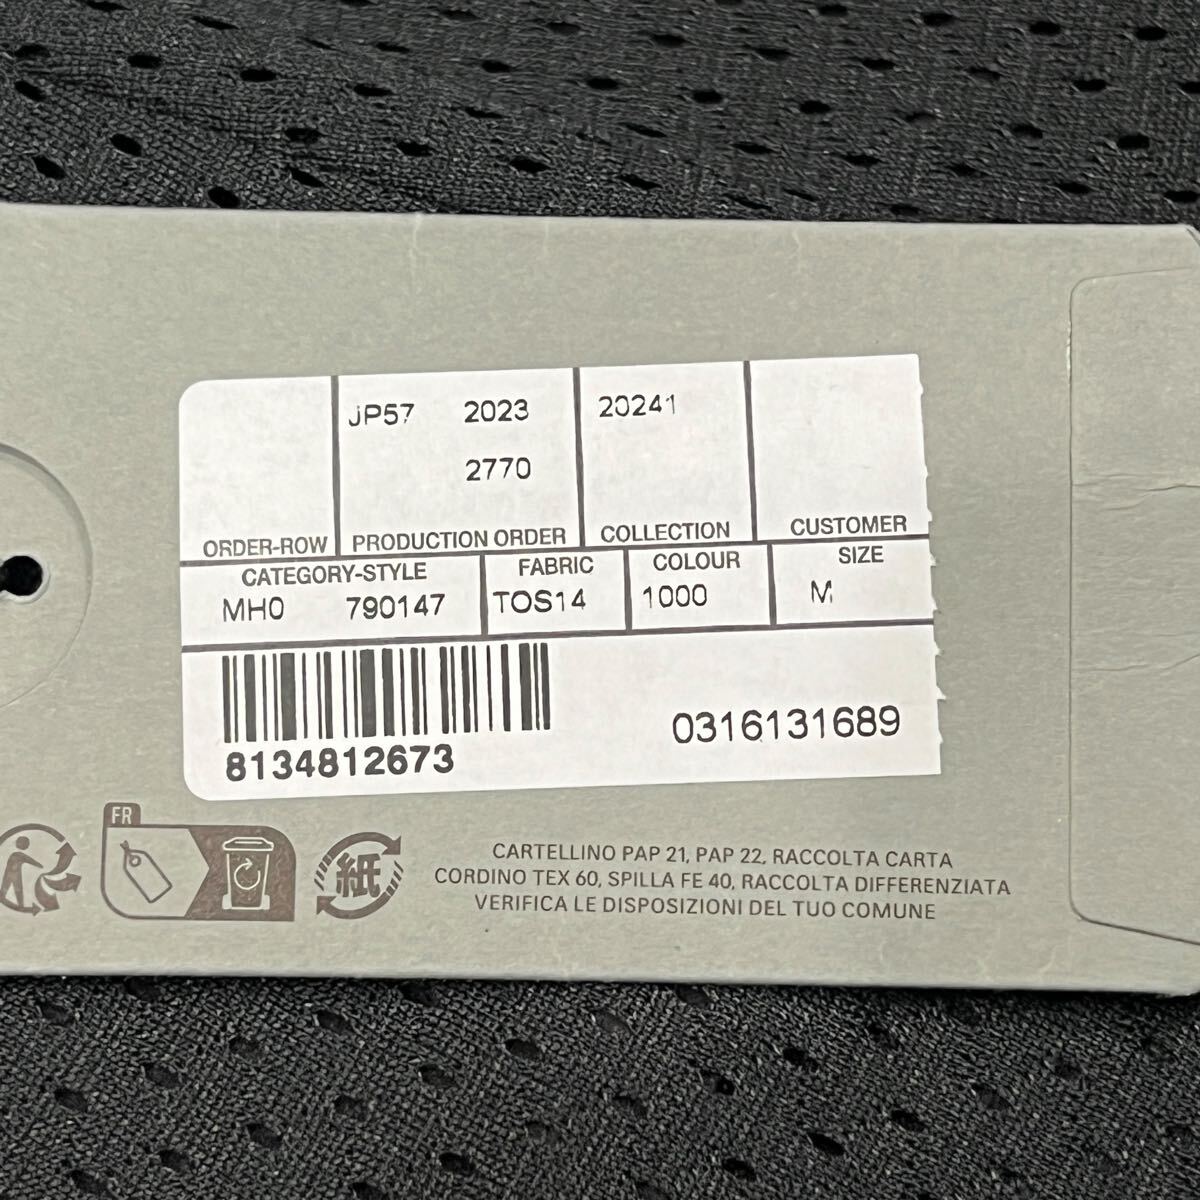 JP57 2023 20241
2770
ORDER-ROW PRODUCTION ORDER COLLECTION CUSTOMER
CATEGORY-STYLE FABRIC COLOUR SIZE
MH0 790147 TOS14 1000 M
8134812673
0316131689
FR
紙
CARTELLINO PAP 21, PAP 22, RACCOLTA CARTA
CORDINO TEX 60, SPILLA FE 40, RACCOLTA DIFFERENZIATA
VERIFICA LE DISPOSIZIONI DEL TUO COMUNE